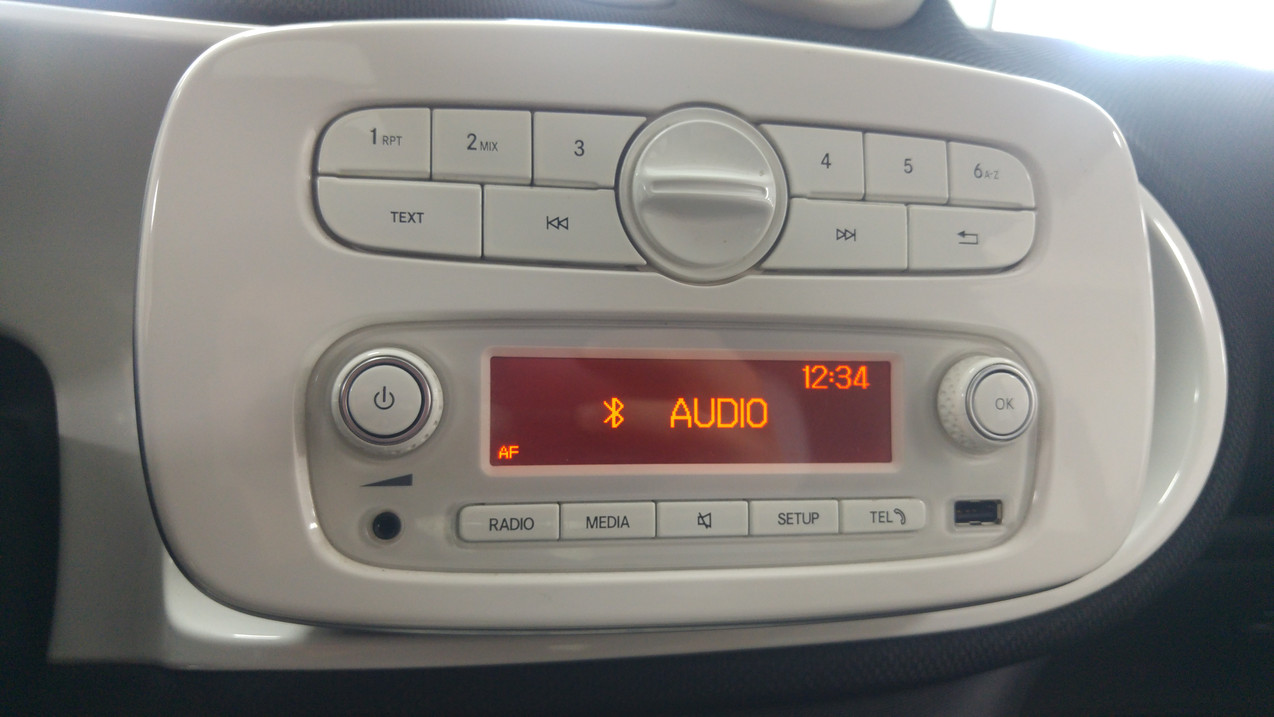 1 RPT 2 MIX 3 4 5 6 A-Z
TEXT
12:34
AUDIO
AF
OK
RADIO MEDIA SETUP TEL